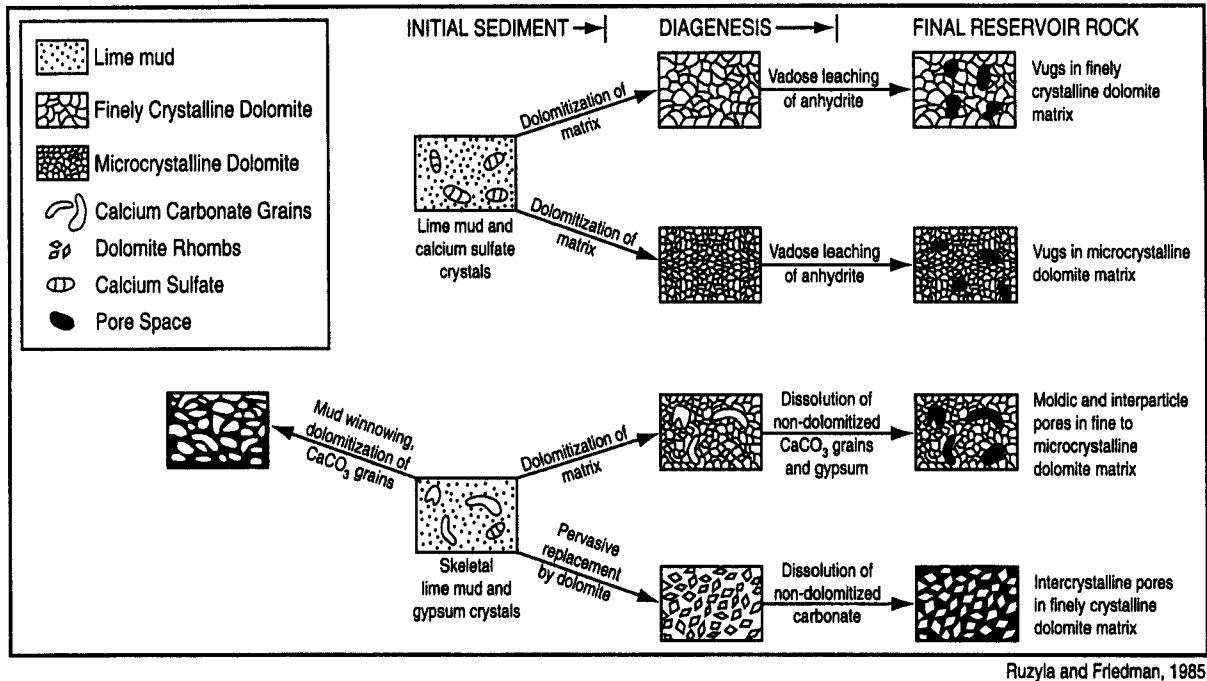 INITIAL SEDIMENT
DIAGENESIS
FINAL RESERVOIR ROCK
Lime mud
Finely Crystalline Dolomite
Microcrystalline Dolomite
Calcium Carbonate Grains
Dolomite Rhombs
Calcium Sulfate
Pore Space
Lime mud and
calcium sulfate
crystals
Dolomitization of
matrix
Vadose leaching
of anhydrite
Vugs in finely
crystalline dolomite
matrix
Dolomitization of
matrix
Vadose leaching
of anhydrite
Vugs in microcrystalline
dolomite matrix
Mud winnowing,
dolomitization of
CaCO3 grains
Skeletal
lime mud and
gypsum crystals
Dolomitization of
matrix
Dissolution of
non-dolomitized
CaCO3 grains
and gypsum
Moldic and interparticle
pores in fine to
microcrystalline
dolomite matrix
Pervasive
replacement
by dolomite
Dissolution of
non-dolomitized
carbonate
Intercrystalline pores
in finely crystalline
dolomite matrix
Ruzyla and Friedman, 1985